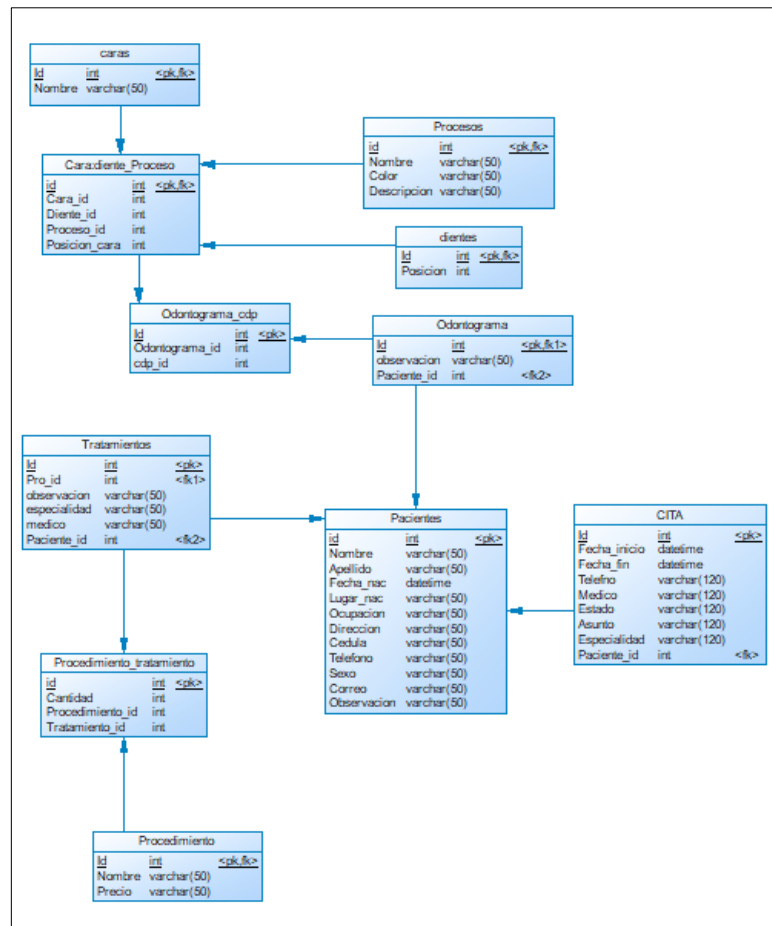 caras
Id int <pk,fk>
Nombre varchar(50)
Procesos
id int <pk,fk>
Nombre varchar(50)
Color varchar(50)
Descripcion varchar(50)
Cara:diente_Proceso
id int <pk,fk>
Cara_id int
Diente_id int
Proceso_id int
Posicion_cara int
dientes
Id int <pk,fk>
Posicion int
Odontograma_cdp
Id int <pk>
Odontograma_id int
cdp_id int
Odontograma
Id int <pk,fk1>
observacion varchar(50)
Paciente_id int <fk2>
Tratamientos
Id int <pk>
Pro_id int <fk1>
observacion varchar(50)
especialidad varchar(50)
medico varchar(50)
Paciente_id int <fk2>
Pacientes
id int <pk>
Nombre varchar(50)
Apellido varchar(50)
Fecha_nac datetime
Lugar_nac varchar(50)
Ocupacion varchar(50)
Direccion varchar(50)
Cedula varchar(50)
Telefono varchar(50)
Sexo varchar(50)
Correo varchar(50)
Observacion varchar(50)
CITA
Id int <pk>
Fecha_inicio datetime
Fecha_fin datetime
Telefno varchar(120)
Medico varchar(120)
Estado varchar(120)
Asunto varchar(120)
Especialidad varchar(120)
Paciente_id int <fk>
Procedimiento_tratamiento
id int <pk>
Cantidad int
Procedimiento_id int
Tratamiento_id int
Procedimiento
Id int <pk,fk>
Nombre varchar(50)
Precio varchar(50)